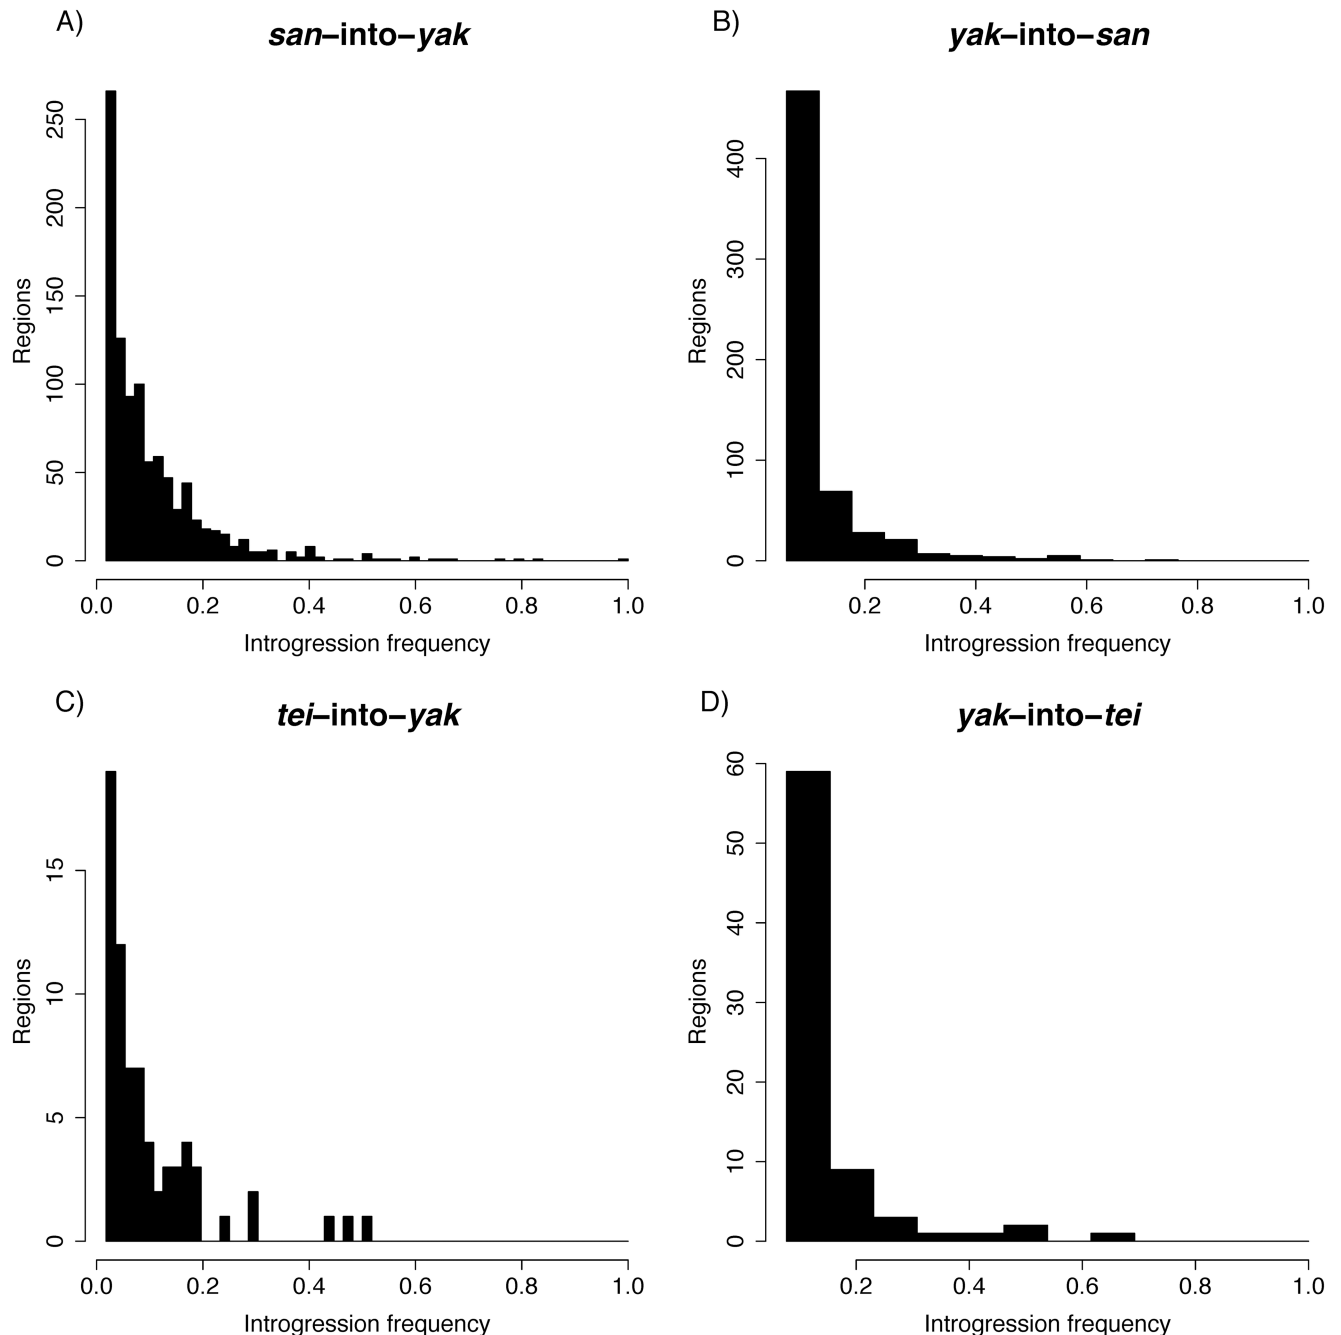 A)
san–into–yak
250
200
150
100
50
0
Regions
0.0 0.2 0.4 0.6 0.8 1.0
Introgression frequency
B)
yak–into–san
400
300
200
100
0
Regions
0.2 0.4 0.6 0.8 1.0
Introgression frequency
C)
tei–into–yak
15
10
5
0
Regions
0.0 0.2 0.4 0.6 0.8 1.0
Introgression frequency
D)
yak–into–tei
60
50
40
30
20
10
0
Regions
0.2 0.4 0.6 0.8 1.0
Introgression frequency